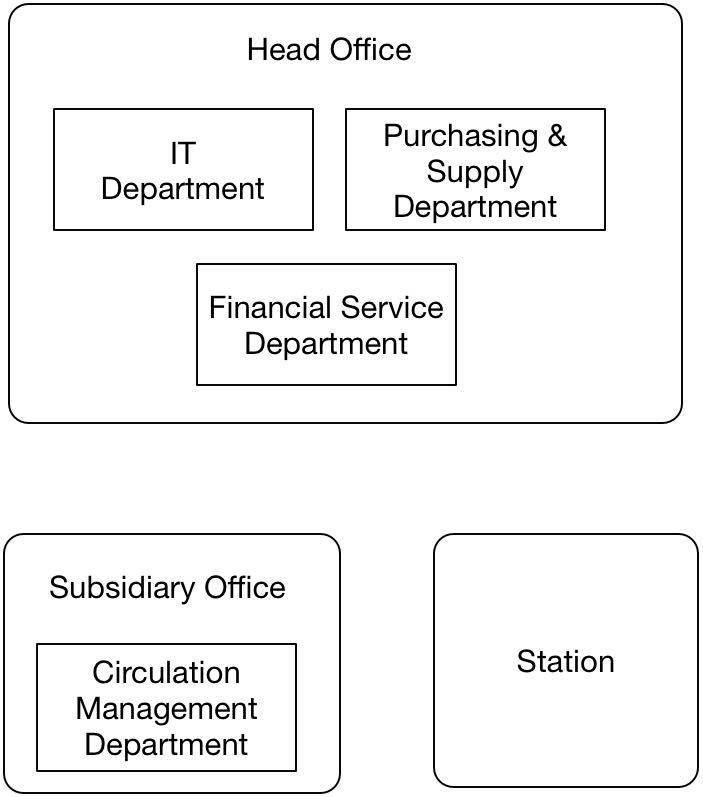 Head Office
IT
Department
Purchasing &
Supply
Department
Financial Service
Department
Subsidiary Office
Circulation
Management
Department
Station